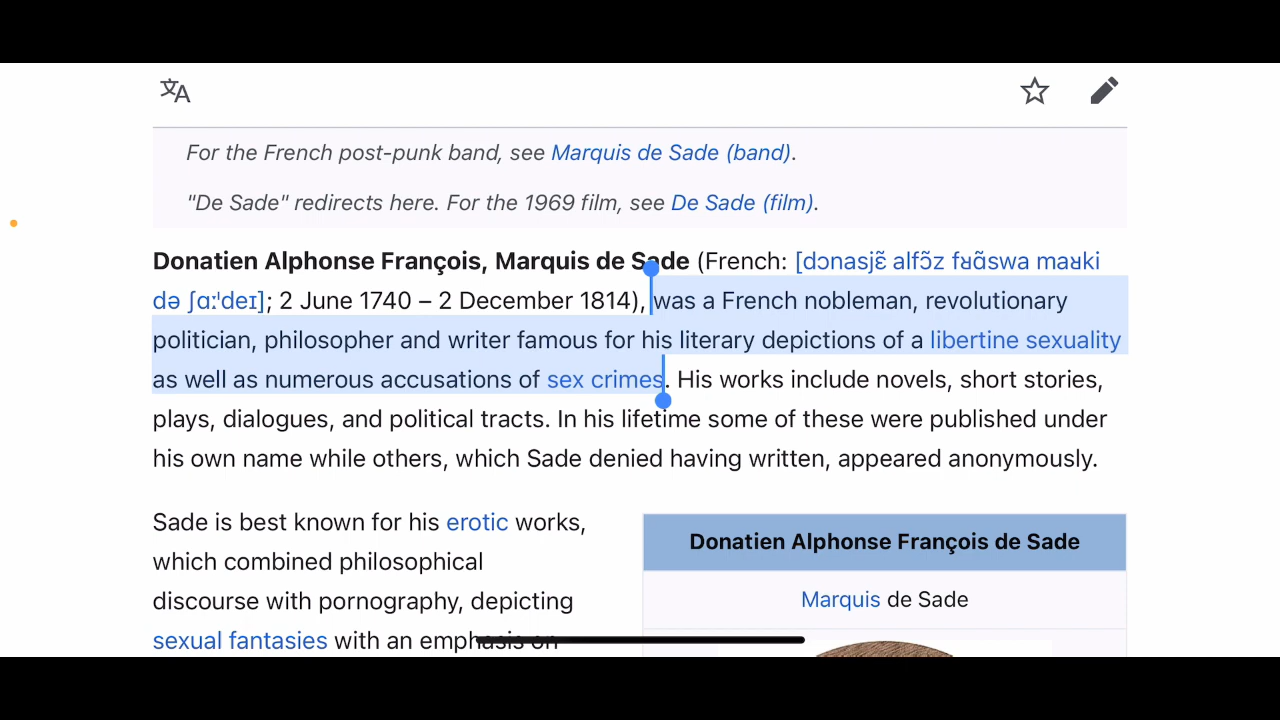 文A
For the French post-punk band, see Marquis de Sade (band).
"De Sade" redirects here. For the 1969 film, see De Sade (film).
Donatien Alphonse François, Marquis de Sade (French: [dɔnasjɛ̃ alfɔ̃z fʁɑ̃swa maʁki
də ʃɑːˈdeɪ]; 2 June 1740 – 2 December 1814), was a French nobleman, revolutionary
politician, philosopher and writer famous for his literary depictions of a libertine sexuality
as well as numerous accusations of sex crimes. His works include novels, short stories,
plays, dialogues, and political tracts. In his lifetime some of these were published under
his own name while others, which Sade denied having written, appeared anonymously.
Sade is best known for his erotic works,
which combined philosophical
discourse with pornography, depicting
sexual fantasies with an emphasis on
Donatien Alphonse François de Sade
Marquis de Sade